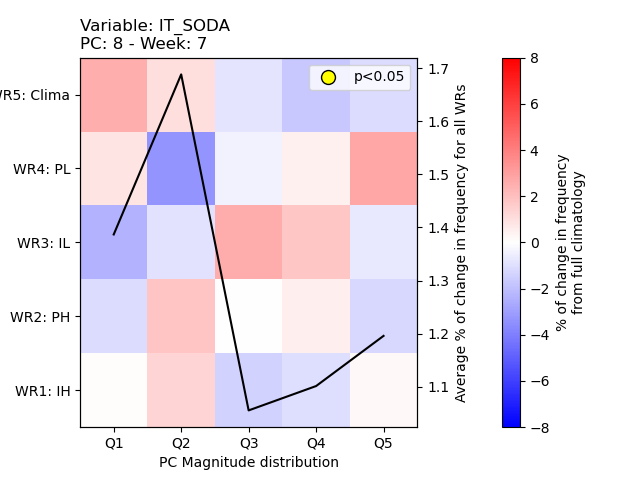 Variable: IT_SODA
PC: 8 - Week: 7
p<0.05
WR5: Clima
WR4: PL
WR3: IL
WR2: PH
WR1: IH
Q1 Q2 Q3 Q4 Q5
PC Magnitude distribution
1.7
1.6
1.5
1.4
1.3
1.2
1.1
Average % of change in frequency for all WRs
8
6
4
2
0
−2
−4
−6
−8
% of change in frequency
from full climatology